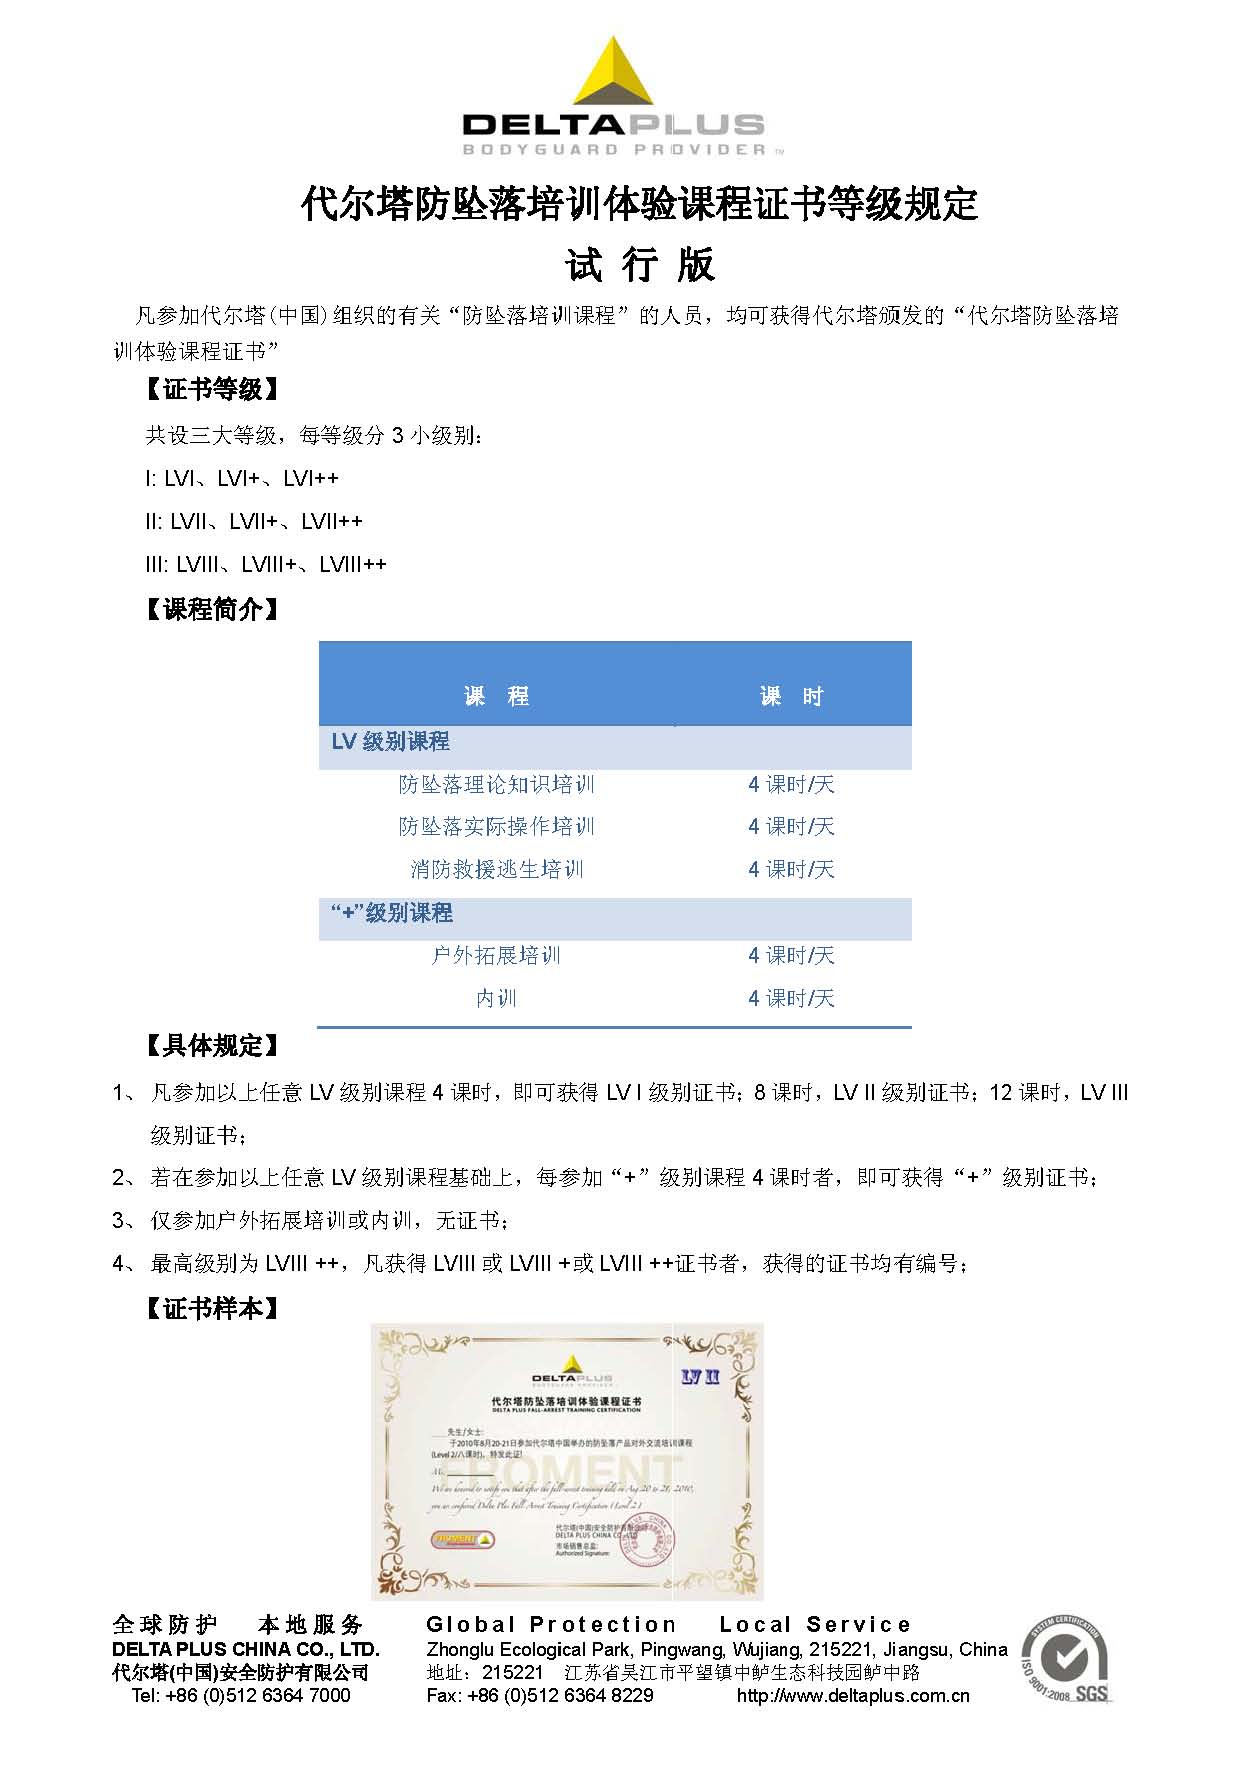 DELTAPLUS
BODYGUARD PROVIDER ™
代尔塔防坠落培训体验课程证书等级规定
试 行 版
凡参加代尔塔(中国)组织的有关“防坠落培训课程”的人员，均可获得代尔塔颁发的“代尔塔防坠落培
训体验课程证书”
【证书等级】
共设三大等级，每等级分 3 小级别：
I: LVI、LVI+、LVI++
II: LVII、LVII+、LVII++
III: LVIII、LVIII+、LVIII++
【课程简介】
课 程 课 时
LV 级别课程
防坠落理论知识培训 4 课时/天
防坠落实际操作培训 4 课时/天
消防救援逃生培训 4 课时/天
“+”级别课程
户外拓展培训 4 课时/天
内训 4 课时/天
【具体规定】
1、 凡参加以上任意 LV 级别课程 4 课时，即可获得 LV I 级别证书；8 课时，LV II 级别证书；12 课时，LV III
级别证书；
2、 若在参加以上任意 LV 级别课程基础上，每参加“+”级别课程 4 课时者，即可获得“+”级别证书；
3、 仅参加户外拓展培训或内训，无证书；
4、 最高级别为 LVIII ++，凡获得 LVIII 或 LVIII +或 LVIII ++证书者，获得的证书均有编号；
【证书样本】
DELTAPLUS
BODYGUARD PROVIDER
LV II
代尔塔防坠落培训体验课程证书
DELTA PLUS FALL-ARREST TRAINING CERTIFICATION
先生/女士:
于2010年8月20-21日参加代尔塔中国举办的防坠落产品对外交流培训课程
(Level 2/八课时)，特发此证!
FROMENT
M.
We are honored to notify you that after the fall-arrest training held on Aug 20 to 21, 2010,
you are conferred Delta Plus Fall Arrest Training Certification (Level 2)
代尔塔(中国)安全防护有限公司
DELTA PLUS CHINA CO., LTD
市场销售总监:
Authorized Signature:
FROMENT
全球防护 本地服务 Global Protection Local Service
DELTA PLUS CHINA CO., LTD. Zhonglu Ecological Park, Pingwang, Wujiang, 215221, Jiangsu, China
代尔塔(中国)安全防护有限公司 地址：215221 江苏省吴江市平望镇中鲈生态科技园鲈中路
Tel: +86 (0)512 6364 7000 Fax: +86 (0)512 6364 8229 http://www.deltaplus.com.cn
SYSTEM CERTIFICATION
ISO 9001:2008
SGS